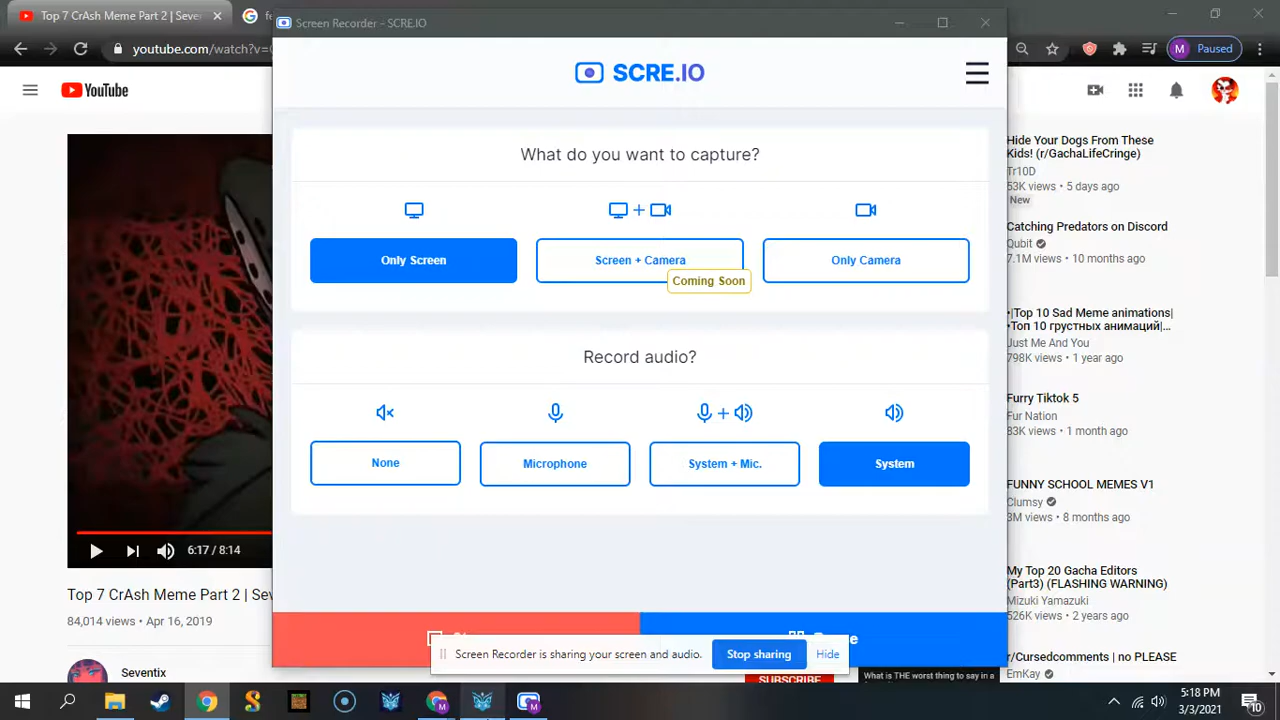 Top 7 CrAsh Meme Part 2 | Seve
Screen Recorder - SCRE.IO
youtube.com/watch?v=
M Paused
YouTube
SCRE.IO
What do you want to capture?
Only Screen
Screen + Camera
Only Camera
Coming Soon
Record audio?
None
Microphone
System + Mic.
System
Screen Recorder is sharing your screen and audio.
Stop sharing
Hide
6:17 / 8:14
Top 7 CrAsh Meme Part 2 | Seve
84,014 views • Apr 16, 2019
Seventix
Hide Your Dogs From These
Kids! (r/GachaLifeCringe)
Tr10D
53K views • 5 days ago
New
Catching Predators on Discord
Qubit
7.1M views • 10 months ago
•|Top 10 Sad Meme animations|
•Топ 10 грустных анимаций|...
Just Me And You
798K views • 1 year ago
Furry Tiktok 5
Fur Nation
83K views • 1 month ago
FUNNY SCHOOL MEMES V1
Clumsy
3M views • 8 months ago
My Top 20 Gacha Editors
(Part3) (FLASHING WARNING)
Mizuki Yamazuki
526K views • 2 years ago
r/Cursedcomments | no PLEASE
EmKay
SUBSCRIBE
What is THE worst thing to say in a
5:18 PM
3/3/2021
10